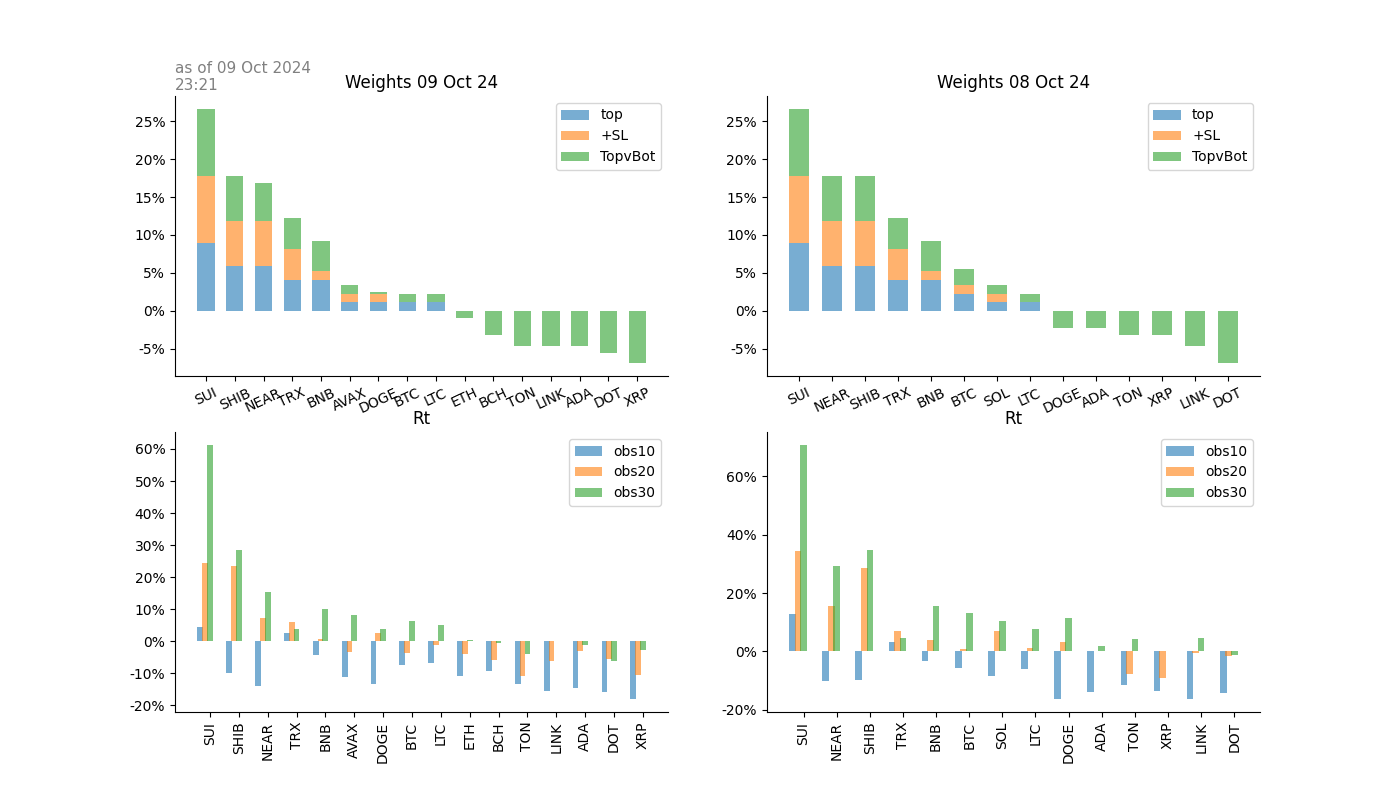 as of 09 Oct 2024
23:21
Weights 09 Oct 24
25%
20%
15%
10%
5%
0%
-5%
top
+SL
TopvBot
SUI SHIB NEAR TRX BNB AVAX DOGE BTC LTC ETH BCH TON LINK ADA DOT XRP
Weights 08 Oct 24
25%
20%
15%
10%
5%
0%
-5%
top
+SL
TopvBot
SUI NEAR SHIB TRX BNB BTC SOL LTC DOGE ADA TON XRP LINK DOT
Rt
60%
50%
40%
30%
20%
10%
0%
-10%
-20%
obs10
obs20
obs30
SUI SHIB NEAR TRX BNB AVAX DOGE BTC LTC ETH BCH TON LINK ADA DOT XRP
Rt
60%
40%
20%
0%
-20%
obs10
obs20
obs30
SUI NEAR SHIB TRX BNB BTC SOL LTC DOGE ADA TON XRP LINK DOT